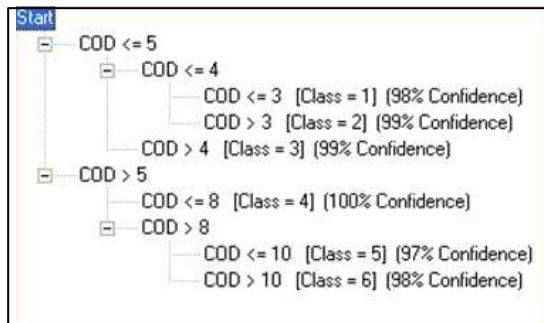 Start
COD <= 5
COD <= 4
COD <= 3 [Class = 1] (98% Confidence)
COD > 3 [Class = 2] (99% Confidence)
COD > 4 [Class = 3] (99% Confidence)
COD > 5
COD <= 8 [Class = 4] (100% Confidence)
COD > 8
COD <= 10 [Class = 5] (97% Confidence)
COD > 10 [Class = 6] (98% Confidence)